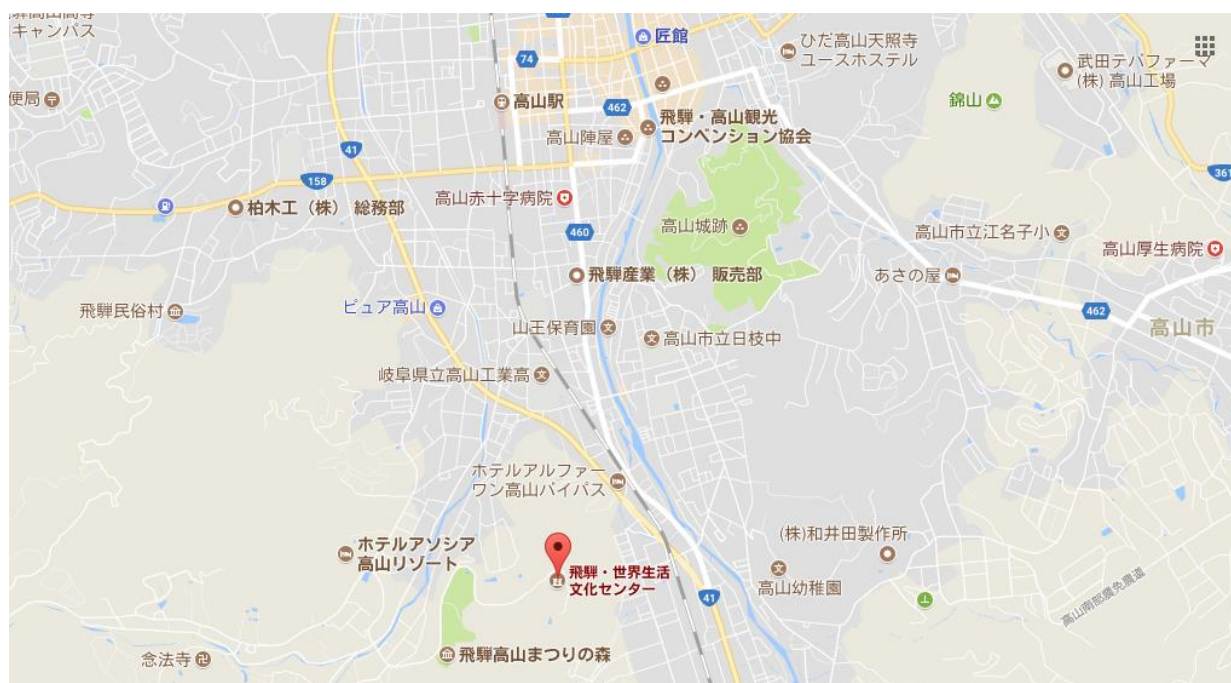 キャンパス
匠館
ひだ高山天照寺
ユースホステル
武田テバファーマ
(株) 高山工場
74
便局
高山駅
462
錦山
飛騨・高山観光
コンベンション協会
高山陣屋
41
361
158
高山赤十字病院
柏木工（株） 総務部
460
高山城跡
高山市立江名子小
高山厚生病院
飛騨産業（株） 販売部
あさの屋
飛騨民俗村
ピュア高山
462
高山市
山王保育園
高山市立日枝中
岐阜県立高山工業高
ホテルアルファー
ワン高山バイパス
(株)和井田製作所
ホテルアソシア
高山リゾート
飛騨・世界生活
文化センター
高山幼稚園
41
高山南部農免農道
念法寺
飛騨高山まつりの森